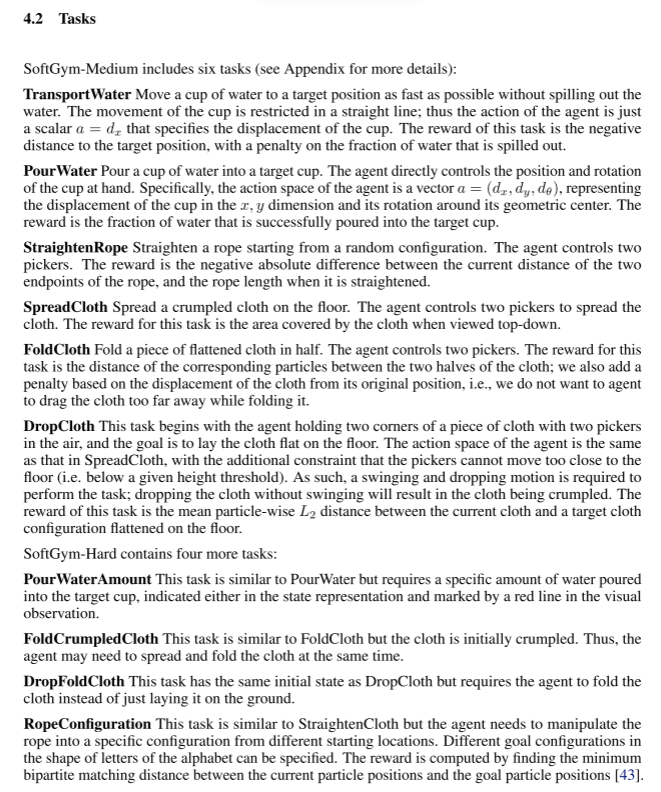 4.2 Tasks
SoftGym-Medium includes six tasks (see Appendix for more details):
TransportWater Move a cup of water to a target position as fast as possible without spilling out the
water. The movement of the cup is restricted in a straight line; thus the action of the agent is just
a scalar a = dₓ that specifies the displacement of the cup. The reward of this task is the negative
distance to the target position, with a penalty on the fraction of water that is spilled out.
PourWater Pour a cup of water into a target cup. The agent directly controls the position and rotation
of the cup at hand. Specifically, the action space of the agent is a vector a = (dₓ, d_y, d_θ), representing
the displacement of the cup in the x, y dimension and its rotation around its geometric center. The
reward is the fraction of water that is successfully poured into the target cup.
StraightenRope Straighten a rope starting from a random configuration. The agent controls two
pickers. The reward is the negative absolute difference between the current distance of the two
endpoints of the rope, and the rope length when it is straightened.
SpreadCloth Spread a crumpled cloth on the floor. The agent controls two pickers to spread the
cloth. The reward for this task is the area covered by the cloth when viewed top-down.
FoldCloth Fold a piece of flattened cloth in half. The agent controls two pickers. The reward for this
task is the distance of the corresponding particles between the two halves of the cloth; we also add a
penalty based on the displacement of the cloth from its original position, i.e., we do not want to agent
to drag the cloth too far away while folding it.
DropCloth This task begins with the agent holding two corners of a piece of cloth with two pickers
in the air, and the goal is to lay the cloth flat on the floor. The action space of the agent is the same
as that in SpreadCloth, with the additional constraint that the pickers cannot move too close to the
floor (i.e. below a given height threshold). As such, a swinging and dropping motion is required to
perform the task; dropping the cloth without swinging will result in the cloth being crumpled. The
reward of this task is the mean particle-wise L₂ distance between the current cloth and a target cloth
configuration flattened on the floor.
SoftGym-Hard contains four more tasks:
PourWaterAmount This task is similar to PourWater but requires a specific amount of water poured
into the target cup, indicated either in the state representation and marked by a red line in the visual
observation.
FoldCrumpledCloth This task is similar to FoldCloth but the cloth is initially crumpled. Thus, the
agent may need to spread and fold the cloth at the same time.
DropFoldCloth This task has the same initial state as DropCloth but requires the agent to fold the
cloth instead of just laying it on the ground.
RopeConfiguration This task is similar to StraightenCloth but the agent needs to manipulate the
rope into a specific configuration from different starting locations. Different goal configurations in
the shape of letters of the alphabet can be specified. The reward is computed by finding the minimum
bipartite matching distance between the current particle positions and the goal particle positions [43].